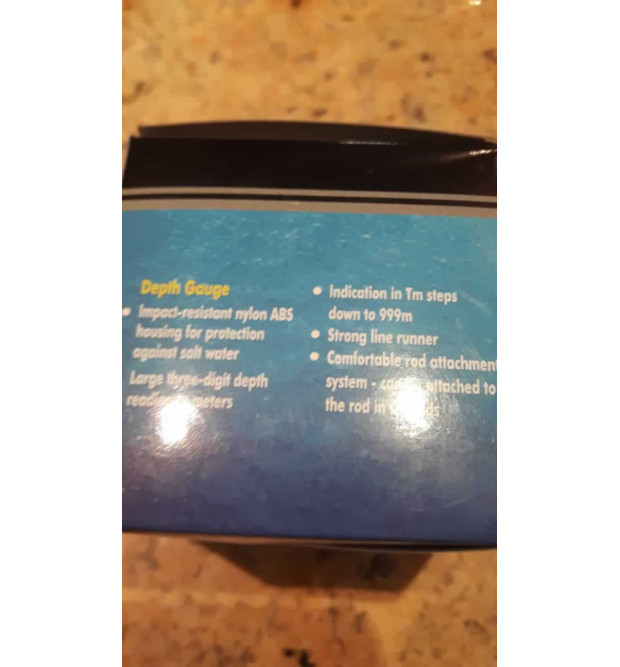 Depth Gauge
• Impact-resistant nylon ABS
housing for protection
against salt water
Large three-digit depth
meters
• Indication in Tm steps
down to 999m
• Strong line runner
• Comfortable rod attachment
system - attached to
the rod in